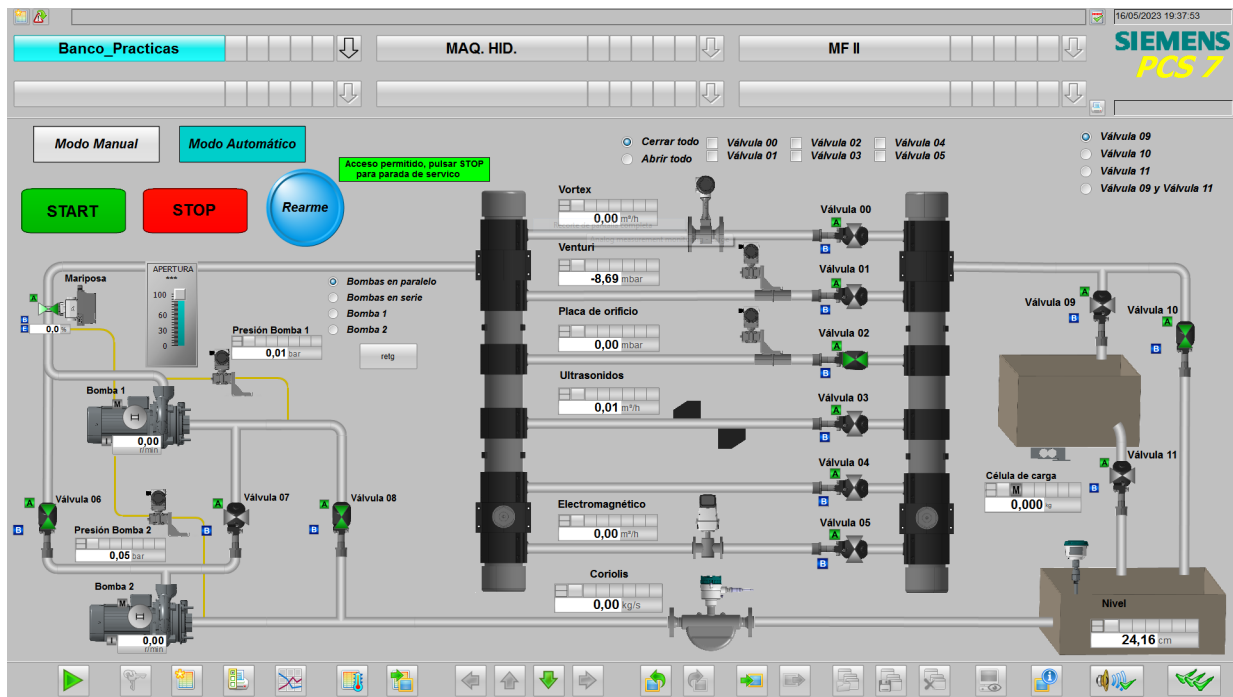 16/05/2023 19:37:53
Banco_Practicas
MAQ. HID.
MF II
SIEMENS
PCS 7
Modo Manual
Modo Automático
Acceso permitido, pulsar STOP
para parada de servico
START
STOP
Rearme
Cerrar todo
Abrir todo
Válvula 00
Válvula 02
Válvula 04
Válvula 01
Válvula 03
Válvula 05
Válvula 09
Válvula 10
Válvula 11
Válvula 09 y Válvula 11
Mariposa
A
B
E
0,0 %
APERTURA
***
100
60
30
0
Bombas en paralelo
Bombas en serie
Bomba 1
Bomba 2
retg
Presión Bomba 1
0,01 bar
Bomba 1
M
0,00
r/min
Válvula 06
A
B
Válvula 07
A
B
Válvula 08
A
B
Presión Bomba 2
0,05 bar
Bomba 2
M
0,00
r/min
Vortex
0,00 m³/h
Venturi
-8,69 mbar
Placa de orificio
0,00 mbar
Ultrasonidos
0,01 m³/h
Electromagnético
0,00 m³/h
Coriolis
0,00 kg/s
Válvula 00
A
B
Válvula 01
A
B
Válvula 02
A
B
Válvula 03
A
B
Válvula 04
A
B
Válvula 05
A
B
Válvula 09
A
B
Válvula 10
A
B
Válvula 11
A
B
Célula de carga
M
0,000 kg
Nivel
24,16 cm